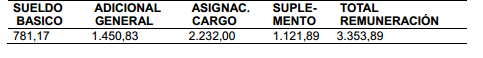 SUELDO ADICIONAL ASIGNAC. SUPLE- TOTAL
BASICO GENERAL CARGO MENTO REMUNERACIÓN
781,17 1.450,83 2.232,00 1.121,89 3.353,89